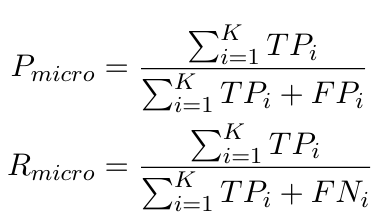 P_{micro} = \frac{\sum_{i=1}^{K} TP_i}{\sum_{i=1}^{K} TP_i + FP_i}
R_{micro} = \frac{\sum_{i=1}^{K} TP_i}{\sum_{i=1}^{K} TP_i + FN_i}